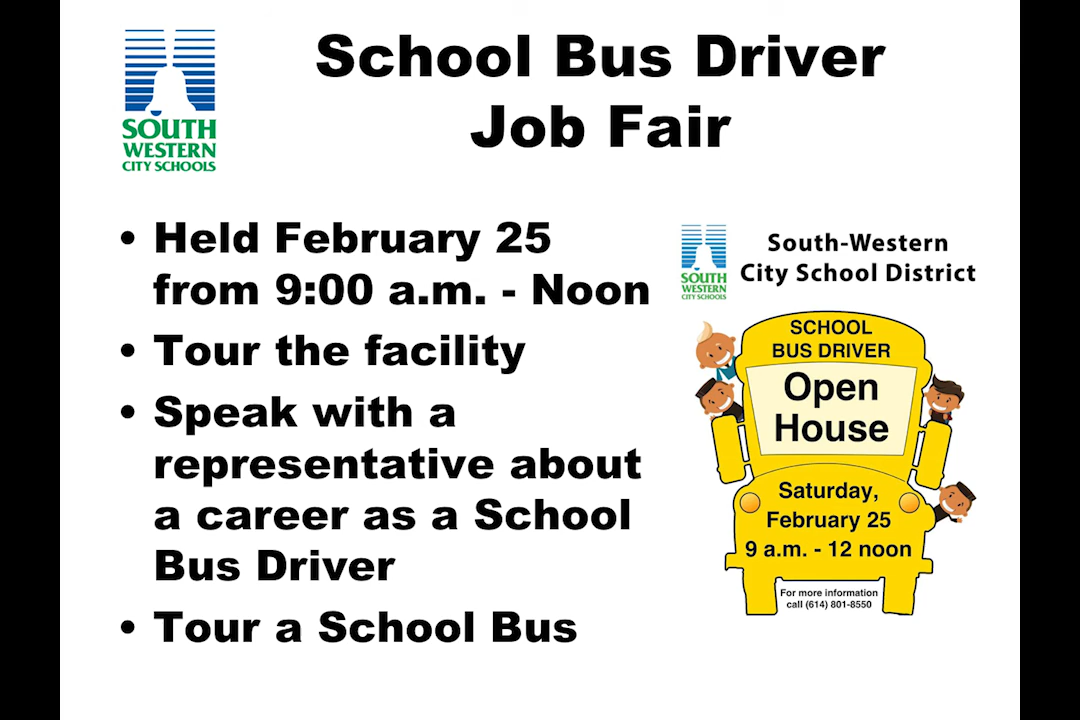 School Bus Driver
Job Fair
SOUTH
WESTERN
CITY SCHOOLS
• Held February 25
from 9:00 a.m. - Noon
• Tour the facility
• Speak with a
representative about
a career as a School
Bus Driver
• Tour a School Bus
SOUTH
WESTERN
CITY SCHOOLS
South-Western
City School District
SCHOOL
BUS DRIVER
Open
House
Saturday,
February 25
9 a.m. - 12 noon
For more information
call (614) 801-8550